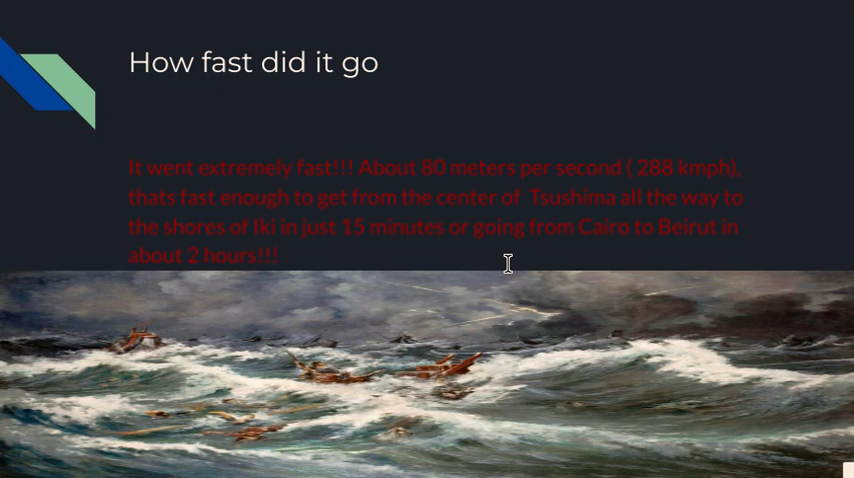 How fast did it go
It went extremely fast!!! About 80 meters per second ( 288 kmph),
thats fast enough to get from the center of  Tsushima all the way to
the shores of Iki in just 15 minutes or going from Cairo to Beirut in
about 2 hours!!!